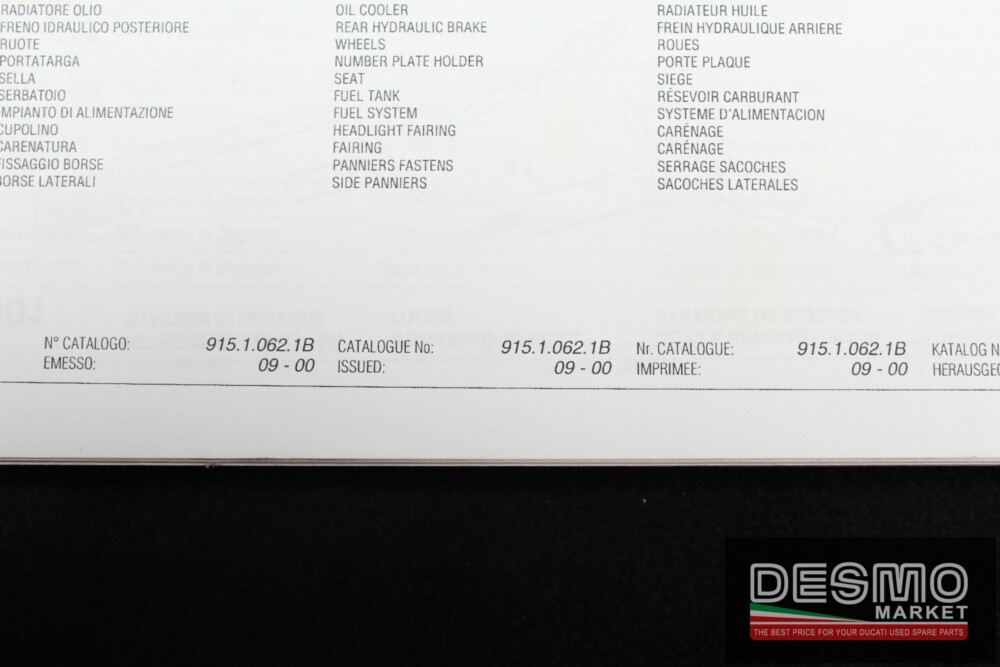 RADIATORE OLIO
FRENO IDRAULICO POSTERIORE
RUOTE
PORTATARGA
SELLA
SERBATOIO
IMPIANTO DI ALIMENTAZIONE
CUPOLINO
CARENATURA
FISSAGGIO BORSE
BORSE LATERALI
OIL COOLER
REAR HYDRAULIC BRAKE
WHEELS
NUMBER PLATE HOLDER
SEAT
FUEL TANK
FUEL SYSTEM
HEADLIGHT FAIRING
FAIRING
PANNIERS FASTENS
SIDE PANNIERS
RADIATEUR HUILE
FREIN HYDRAULIQUE ARRIERE
ROUES
PORTE PLAQUE
SIEGE
RÉSEVOIR CARBURANT
SYSTEME D'ALIMENTACION
CARÉNAGE
CARÉNAGE
SERRAGE SACOCHES
SACOCHES LATERALES
N° CATALOGO: 915.1.062.1B
EMESSO: 09 - 00
CATALOGUE No: 915.1.062.1B
ISSUED: 09 - 00
Nr. CATALOGUE: 915.1.062.1B
IMPRIMEE: 09 - 00
KATALOG N
HERAUSGE
DESMO
MARKET
THE BEST PRICE FOR YOUR DUCATI USED SPARE PARTS